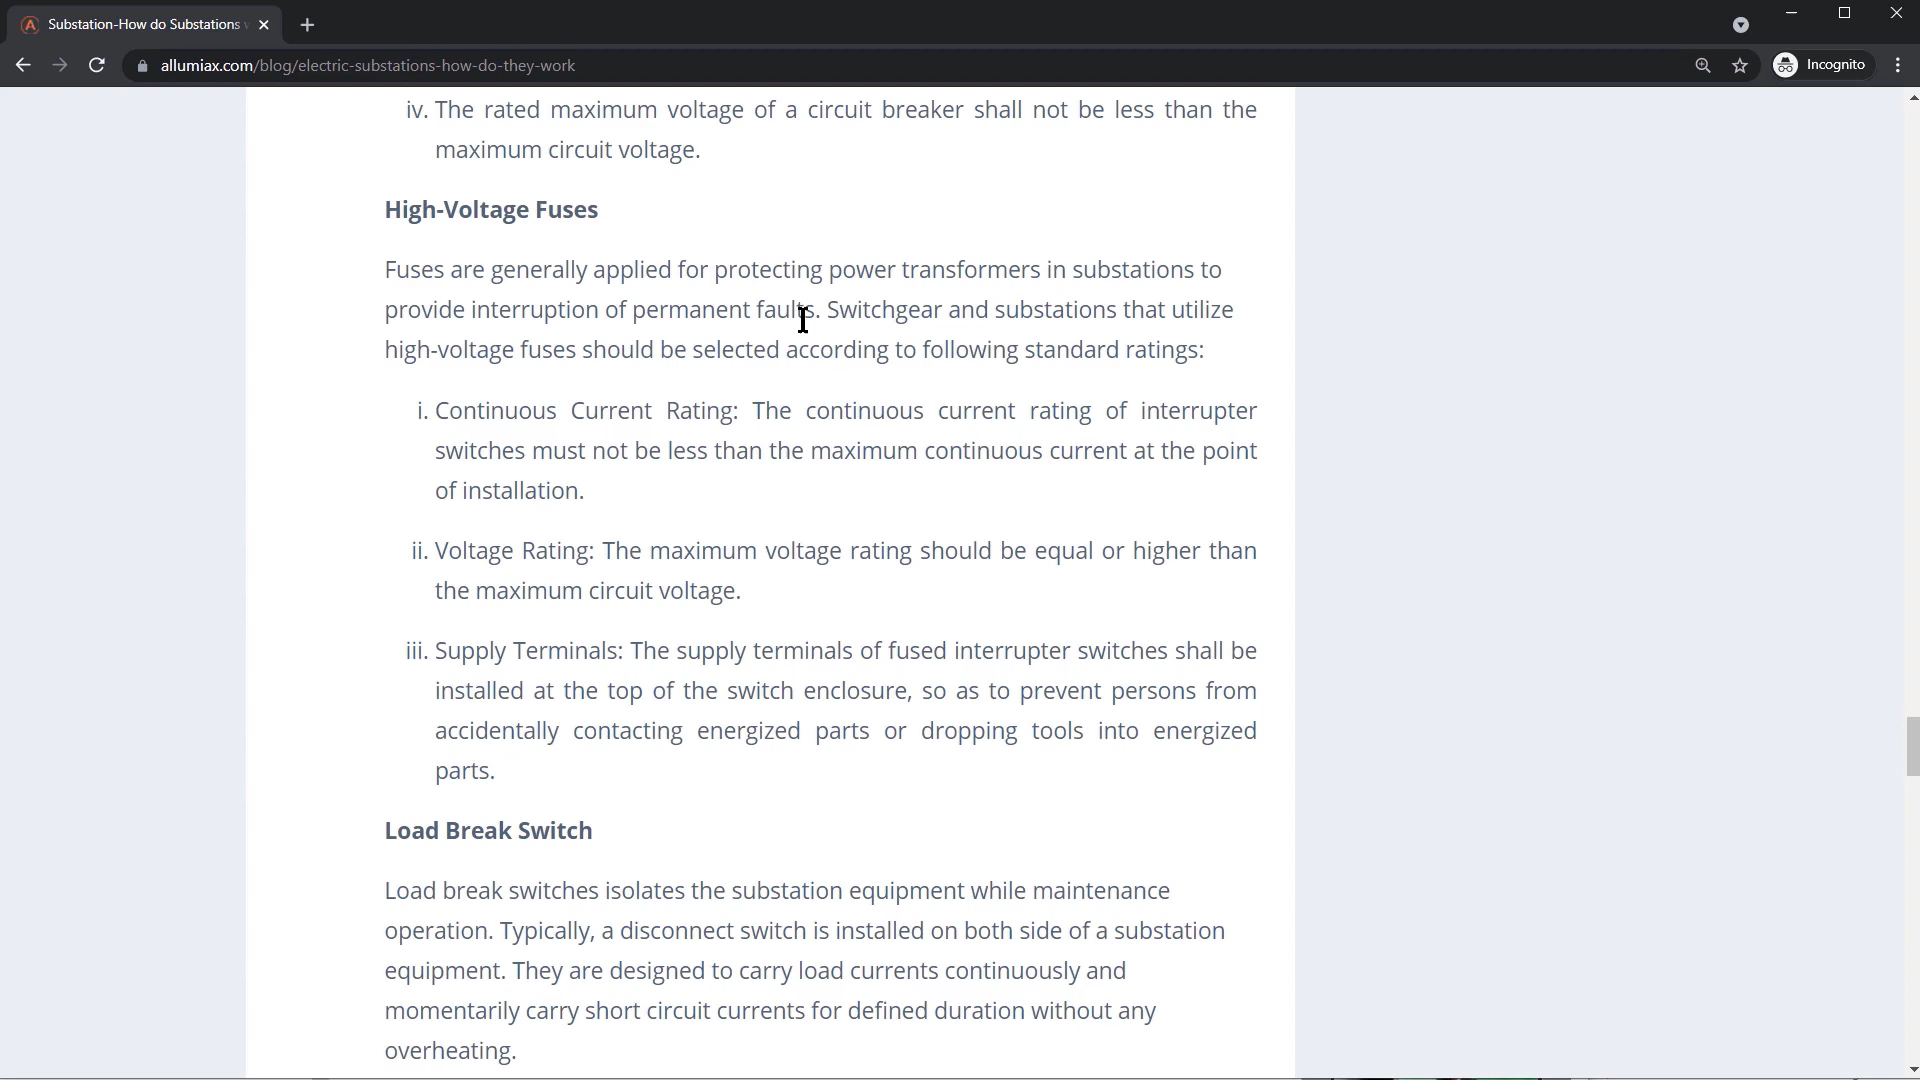 Substation-How do Substations
allumiax.com/blog/electric-substations-how-do-they-work
Incognito
iv. The rated maximum voltage of a circuit breaker shall not be less than the
maximum circuit voltage.
High-Voltage Fuses
Fuses are generally applied for protecting power transformers in substations to
provide interruption of permanent faults. Switchgear and substations that utilize
high-voltage fuses should be selected according to following standard ratings:
i. Continuous Current Rating: The continuous current rating of interrupter
switches must not be less than the maximum continuous current at the point
of installation.
ii. Voltage Rating: The maximum voltage rating should be equal or higher than
the maximum circuit voltage.
iii. Supply Terminals: The supply terminals of fused interrupter switches shall be
installed at the top of the switch enclosure, so as to prevent persons from
accidentally contacting energized parts or dropping tools into energized
parts.
Load Break Switch
Load break switches isolates the substation equipment while maintenance
operation. Typically, a disconnect switch is installed on both side of a substation
equipment. They are designed to carry load currents continuously and
momentarily carry short circuit currents for defined duration without any
overheating.